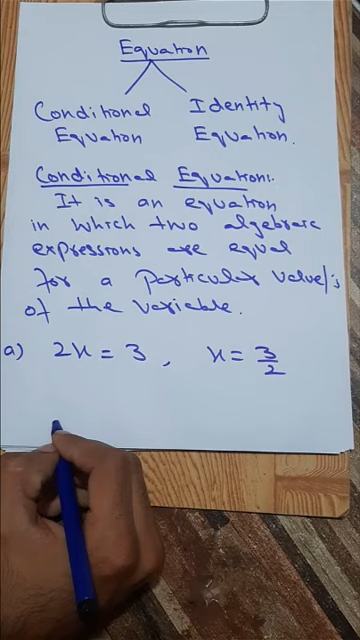 Equation
Conditional Identity
Equation Equation.
Conditional Equation:
It is an equation
in which two algebraic
expressions are equal
for a particular value/s
of the variable.
a) 2x = 3 , x = 3/2